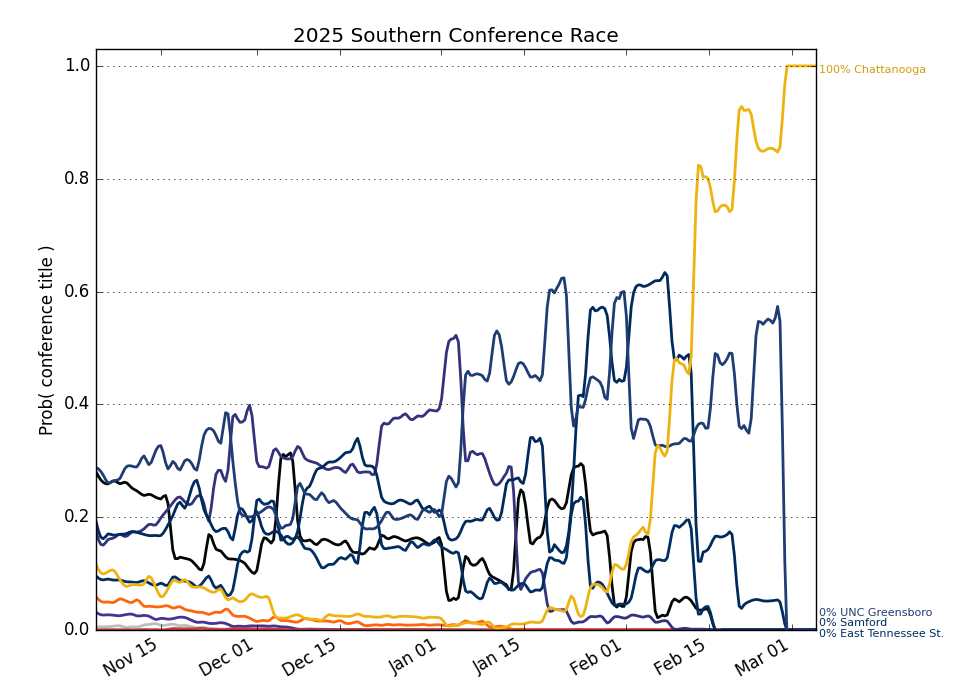 2025 Southern Conference Race
Prob( conference title )
1.0
0.8
0.6
0.4
0.2
0.0
100% Chattanooga
0% UNC Greensboro
0% Samford
0% East Tennessee St.
Nov 15
Dec 01
Dec 15
Jan 01
Jan 15
Feb 01
Feb 15
Mar 01